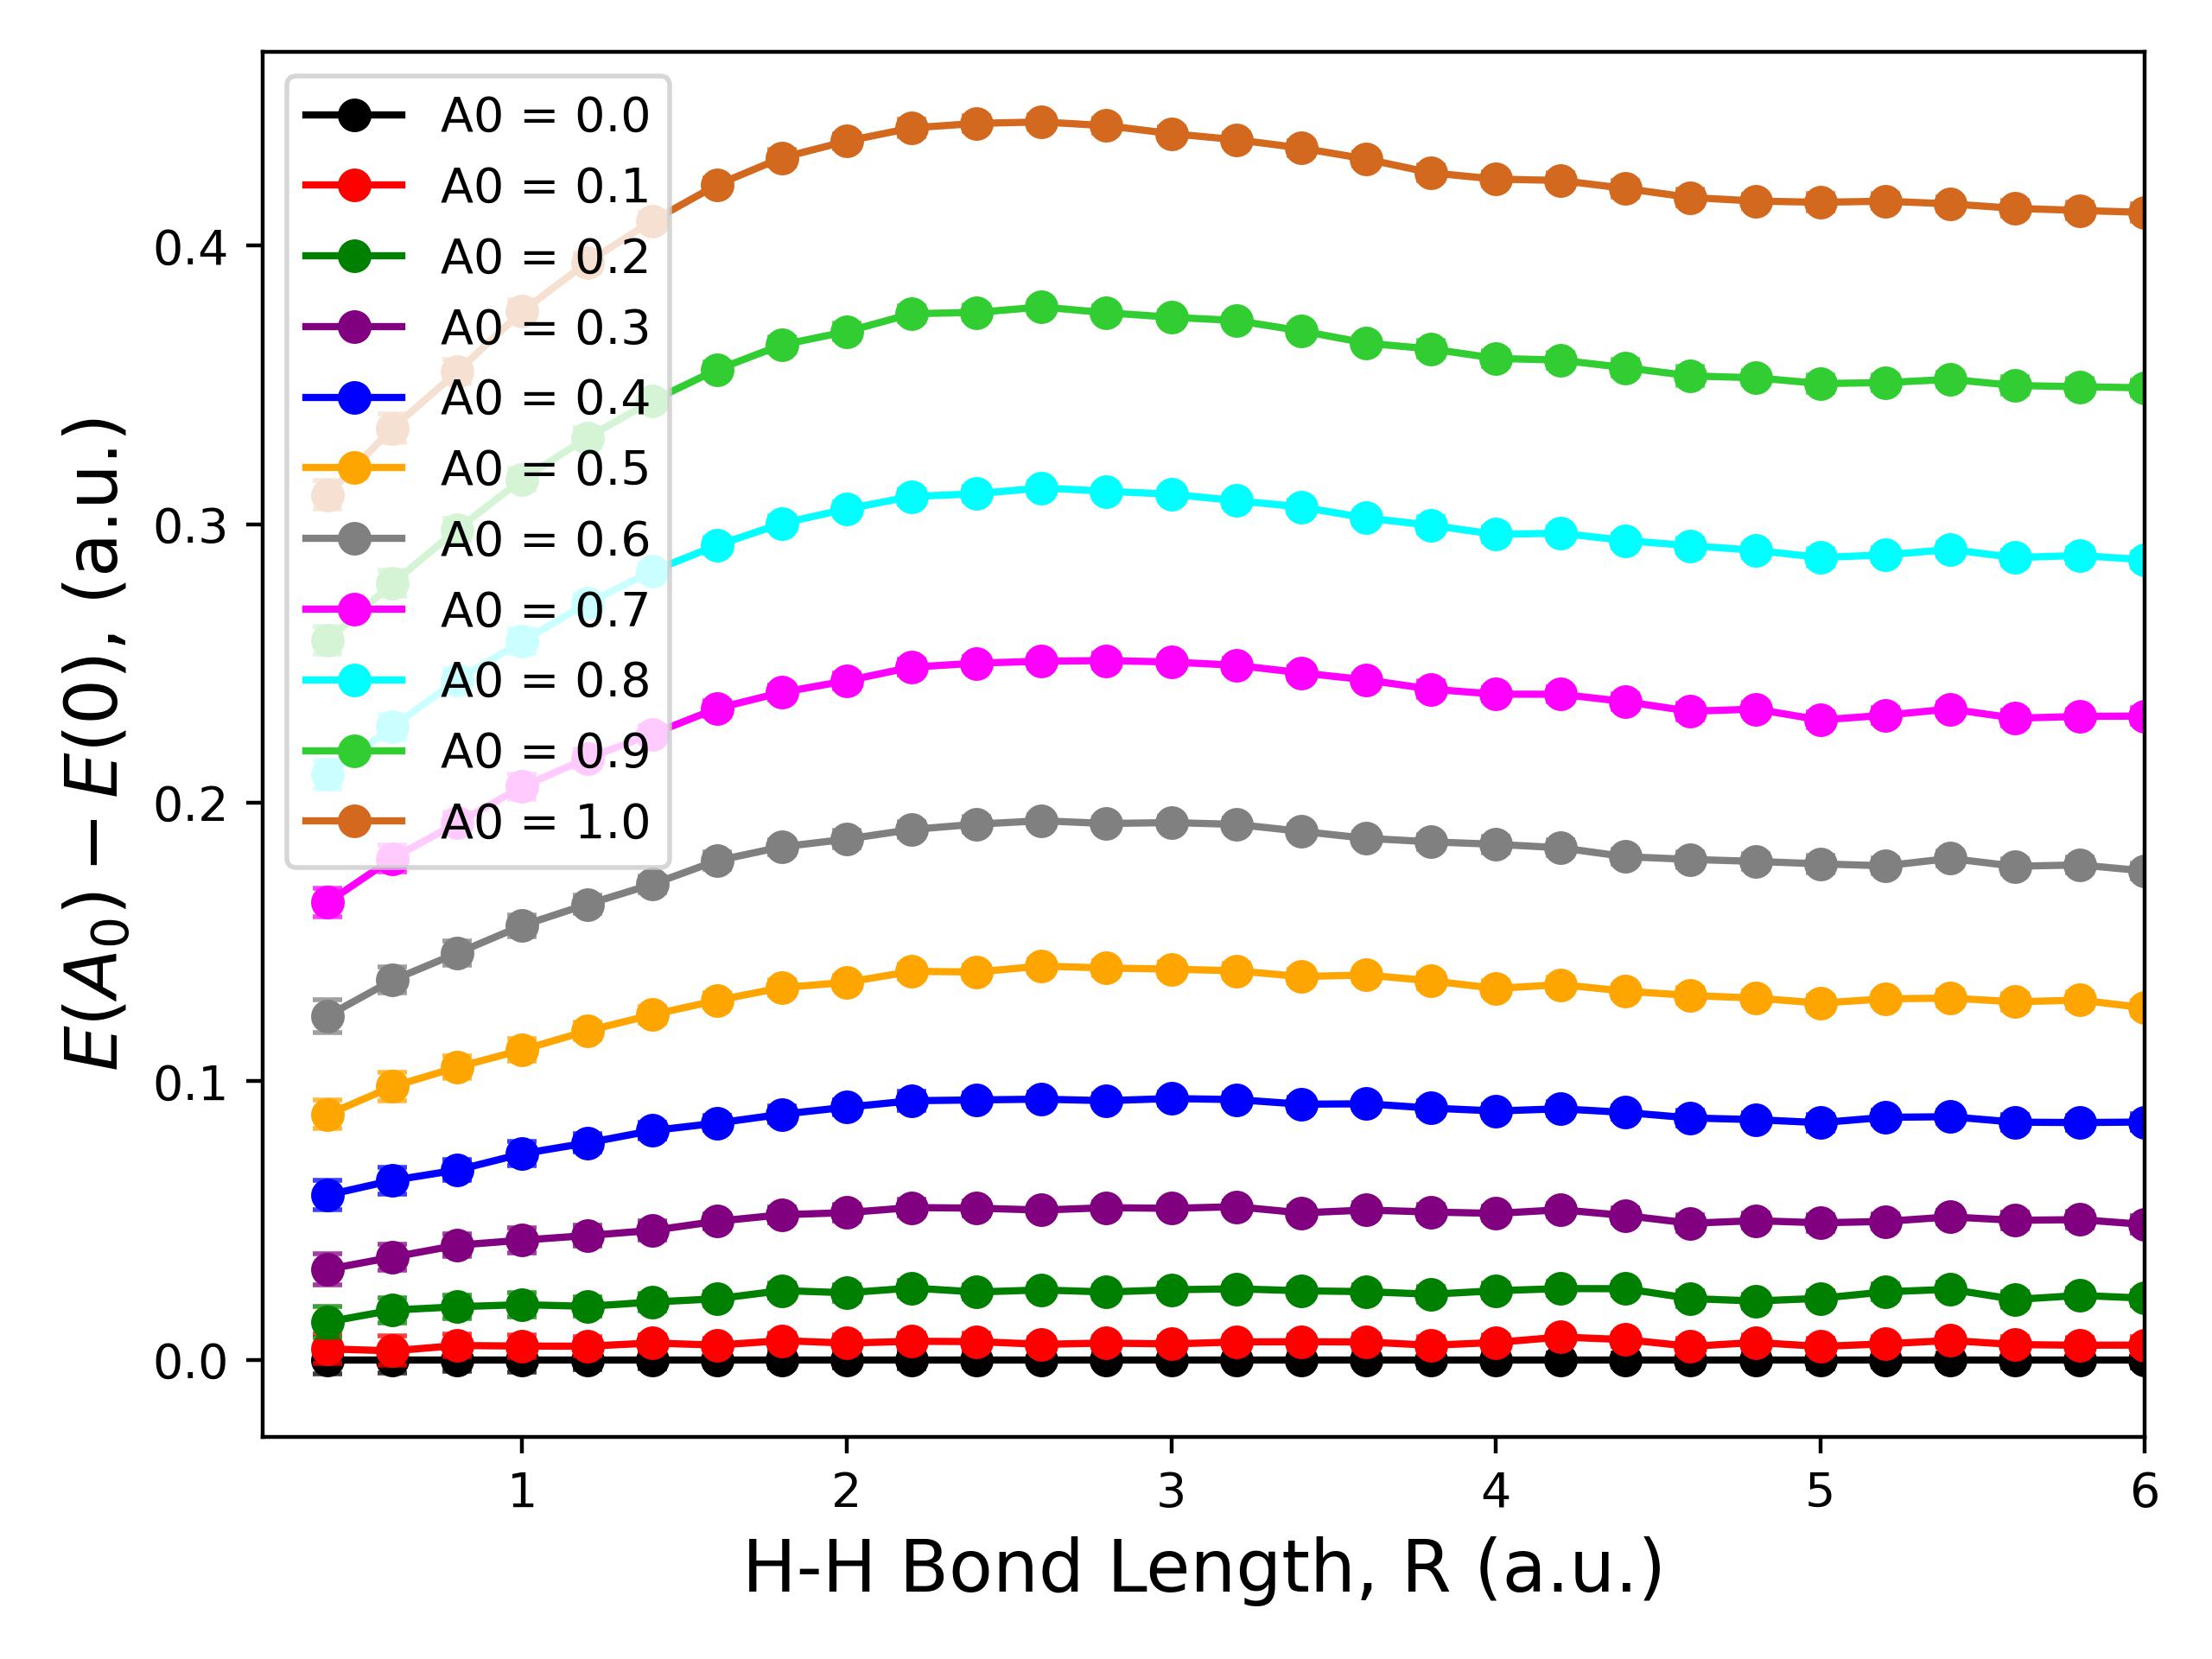 A0 = 0.0
A0 = 0.1
A0 = 0.2
A0 = 0.3
A0 = 0.4
A0 = 0.5
A0 = 0.6
A0 = 0.7
A0 = 0.8
A0 = 0.9
A0 = 1.0
0.4
0.3
0.2
0.1
0.0
E(A₀) − E(0), (a.u.)
1 2 3 4 5 6
H-H Bond Length, R (a.u.)